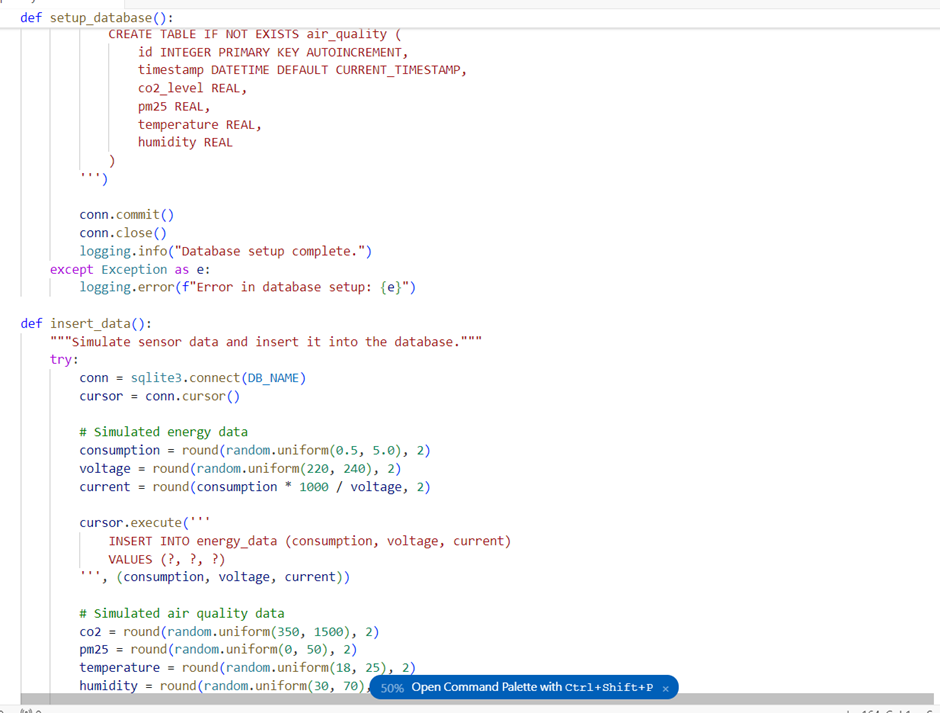 def setup_database():
CREATE TABLE IF NOT EXISTS air_quality (
id INTEGER PRIMARY KEY AUTOINCREMENT,
timestamp DATETIME DEFAULT CURRENT_TIMESTAMP,
co2_level REAL,
pm25 REAL,
temperature REAL,
humidity REAL
)
''')
conn.commit()
conn.close()
logging.info("Database setup complete.")
except Exception as e:
logging.error(f"Error in database setup: {e}")
def insert_data():
"""Simulate sensor data and insert it into the database."""
try:
conn = sqlite3.connect(DB_NAME)
cursor = conn.cursor()
# Simulated energy data
consumption = round(random.uniform(0.5, 5.0), 2)
voltage = round(random.uniform(220, 240), 2)
current = round(consumption * 1000 / voltage, 2)
cursor.execute('''
INSERT INTO energy_data (consumption, voltage, current)
VALUES (?, ?, ?)
''', (consumption, voltage, current))
# Simulated air quality data
co2 = round(random.uniform(350, 1500), 2)
pm25 = round(random.uniform(0, 50), 2)
temperature = round(random.uniform(18, 25), 2)
humidity = round(random.uniform(30, 70),
50% Open Command Palette with Ctrl+Shift+P ×